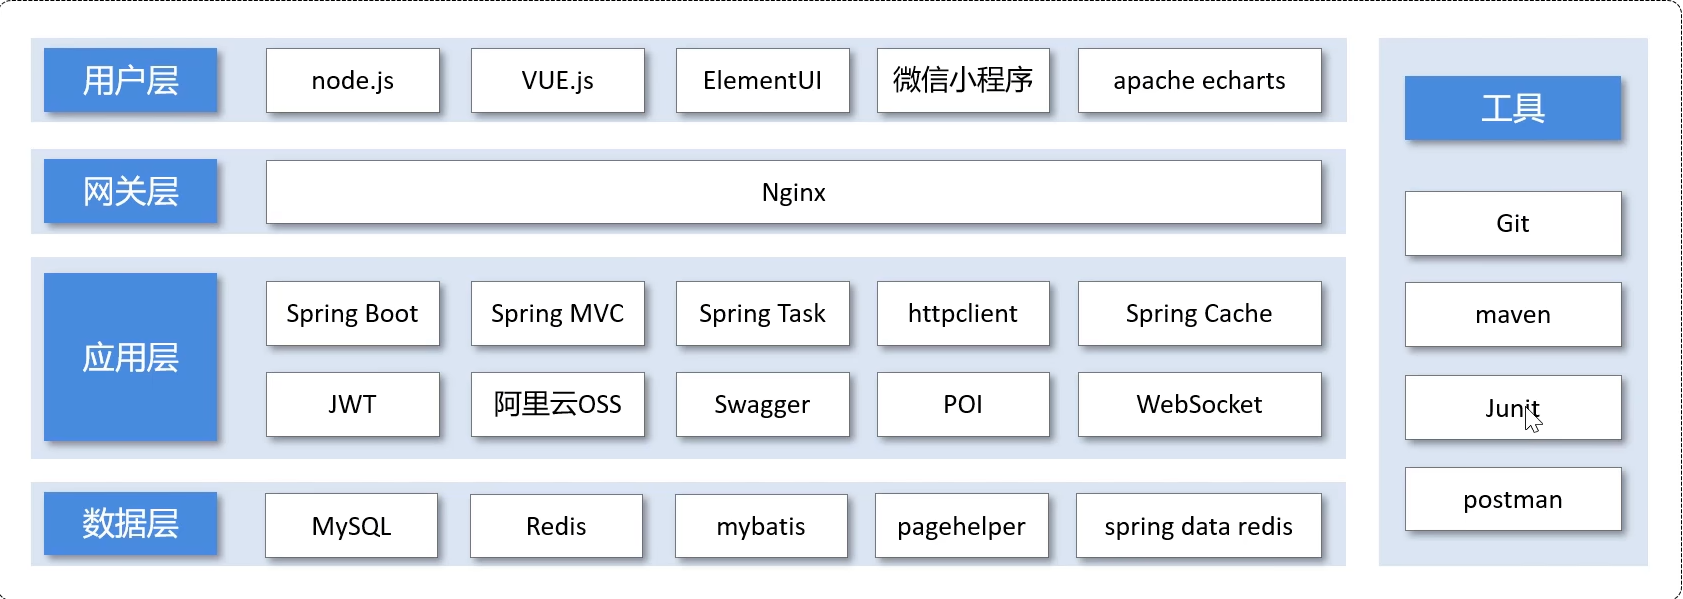 用户层
node.js
VUE.js
ElementUI
微信小程序
apache echarts
网关层
Nginx
应用层
Spring Boot
Spring MVC
Spring Task
httpclient
Spring Cache
JWT
阿里云OSS
Swagger
POI
WebSocket
数据层
MySQL
Redis
mybatis
pagehelper
spring data redis
工具
Git
maven
Junit
postman